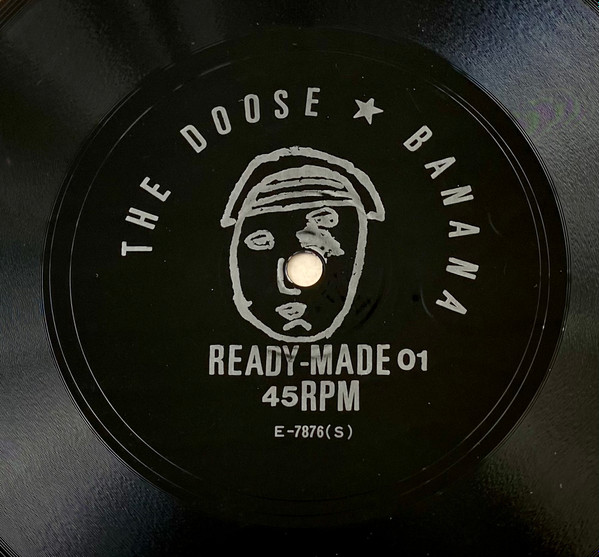 THE DOOSE ★ BANANA
READY-MADE 01
45RPM
E-7876(S)